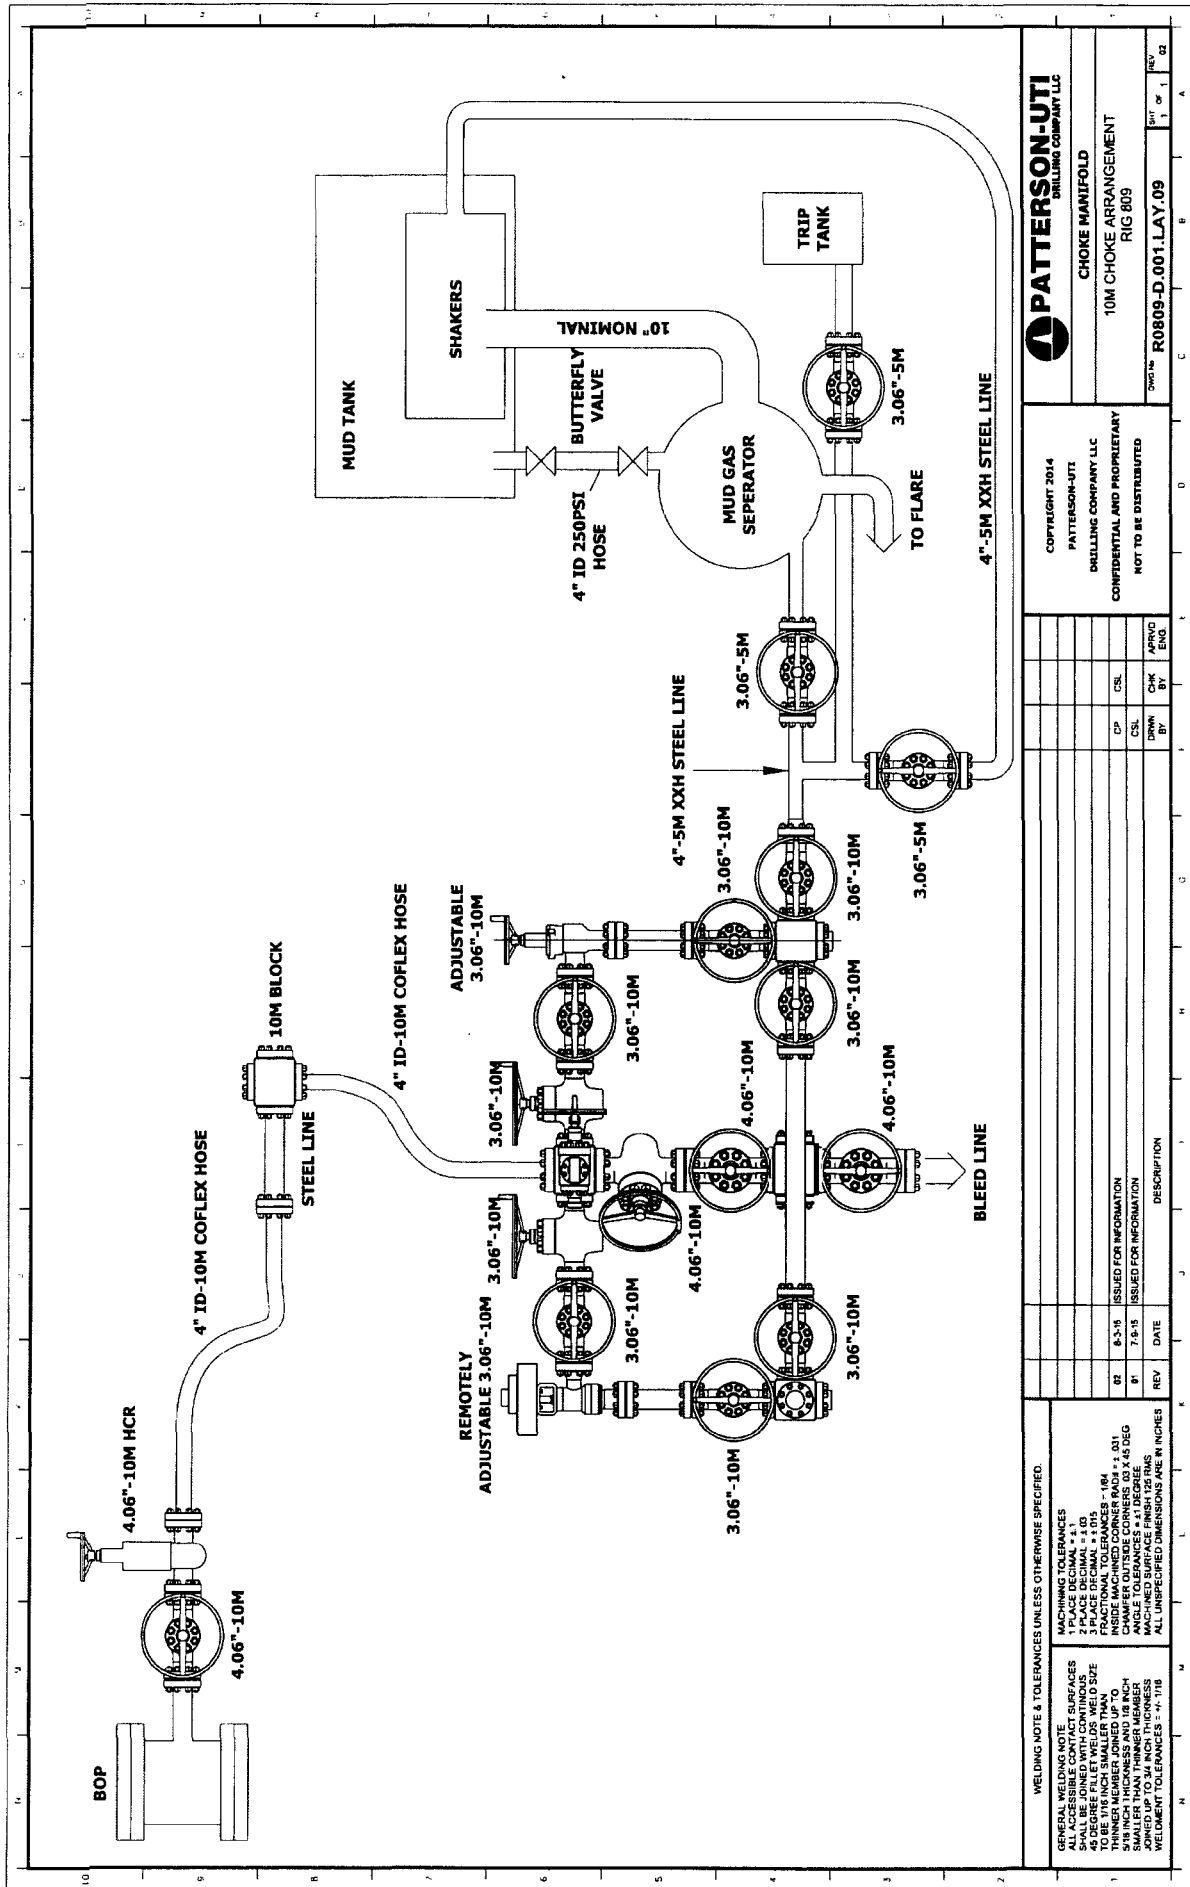 BOP
4.06"-10M
4.06"-10M HCR
4" ID-10M COFLEX HOSE
STEEL LINE
10M BLOCK
4" ID-10M COFLEX HOSE
REMOTELY
ADJUSTABLE 3.06"-10M
3.06"-10M
3.06"-10M
3.06"-10M
ADJUSTABLE
3.06"-10M
3.06"-10M
4.06"-10M
4.06"-10M
3.06"-10M
3.06"-10M
3.06"-10M
4.06"-10M
BLEED LINE
3.06"-10M
3.06"-10M
4"-5M XXH STEEL LINE
3.06"-5M
3.06"-5M
4"-5M XXH STEEL LINE
MUD TANK
SHAKERS
10" NOMINAL
BUTTERFLY
VALVE
4" ID 250PSI
HOSE
MUD GAS
SEPERATOR
TO FLARE
TRIP
TANK
3.06"-5M
WELDING NOTE & TOLERANCES UNLESS OTHERWISE SPECIFIED.
GENERAL WELDING NOTE
ALL ACCESSIBLE CONTACT SURFACES
SHALL BE JOINED WITH CONTINOUS
45 DEGREE FILLET WELDS. WELD SIZE
TO BE 1/16 INCH SMALLER THAN
THINNER MEMBER JOINED UP TO
5/16 INCH THICKNESS AND 1/8 INCH
SMALLER THAN THINNER MEMBER
JOINED UP TO 3/4 INCH THICKNESS
WELDMENT TOLERANCES = +/- 1/16
MACHINING TOLERANCES
1 PLACE DECIMAL = ±.1
2 PLACE DECIMAL = ±.03
3 PLACE DECIMAL = ±.015
FRACTIONAL TOLERANCES - 1/64
INSIDE MACHINED CORNER RADII = ± .031
CHAMFER OUTSIDE CORNERS .03 X 45 DEG
ANGLE TOLERANCES = ±1 DEGREE
MACHINED SURFACE FINISH 125 RMS
ALL UNSPECIFIED DIMENSIONS ARE IN INCHES
02 8-3-15 ISSUED FOR INFORMATION CP CSL
01 7-9-15 ISSUED FOR INFORMATION CSL
REV DATE DESCRIPTION DRWN BY CHK BY APRVD ENG.
COPYRIGHT 2014
PATTERSON-UTI
DRILLING COMPANY LLC
CONFIDENTIAL AND PROPRIETARY
NOT TO BE DISTRIBUTED
PATTERSON-UTI
DRILLING COMPANY LLC
CHOKE MANIFOLD
10M CHOKE ARRANGEMENT
RIG 809
DWG No R0809-D.001.LAY.09
SHT 1 OF 1
REV 02